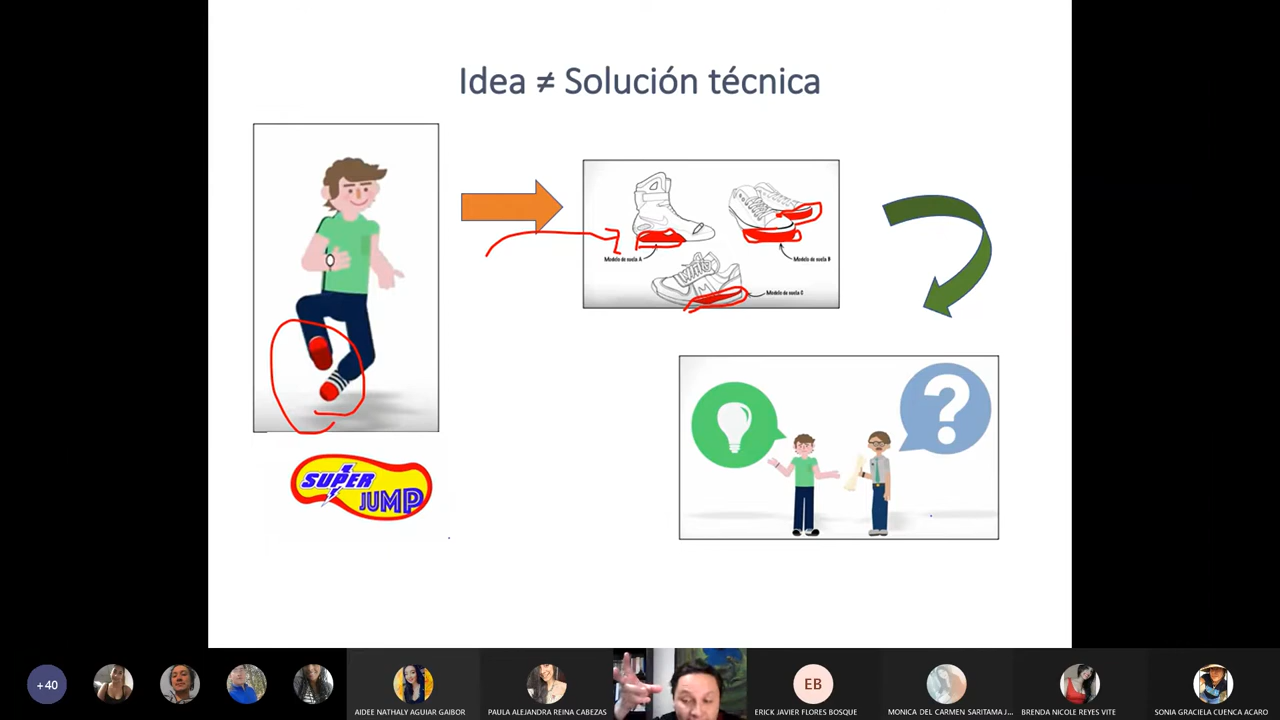 Idea ≠ Solución técnica
Modelo de suela A
Modelo de suela B
M
Modelo de suela C
?
SUPER
JUMP
+40
AIDEE NATHALY AGUIAR GAIBOR
PAULA ALEJANDRA REINA CABEZAS
EB
ERICK JAVIER FLORES BOSQUE
MONICA DEL CARMEN SARITAMA J...
BRENDA NICOLE REYES VITE
SONIA GRACIELA CUENCA ACARO